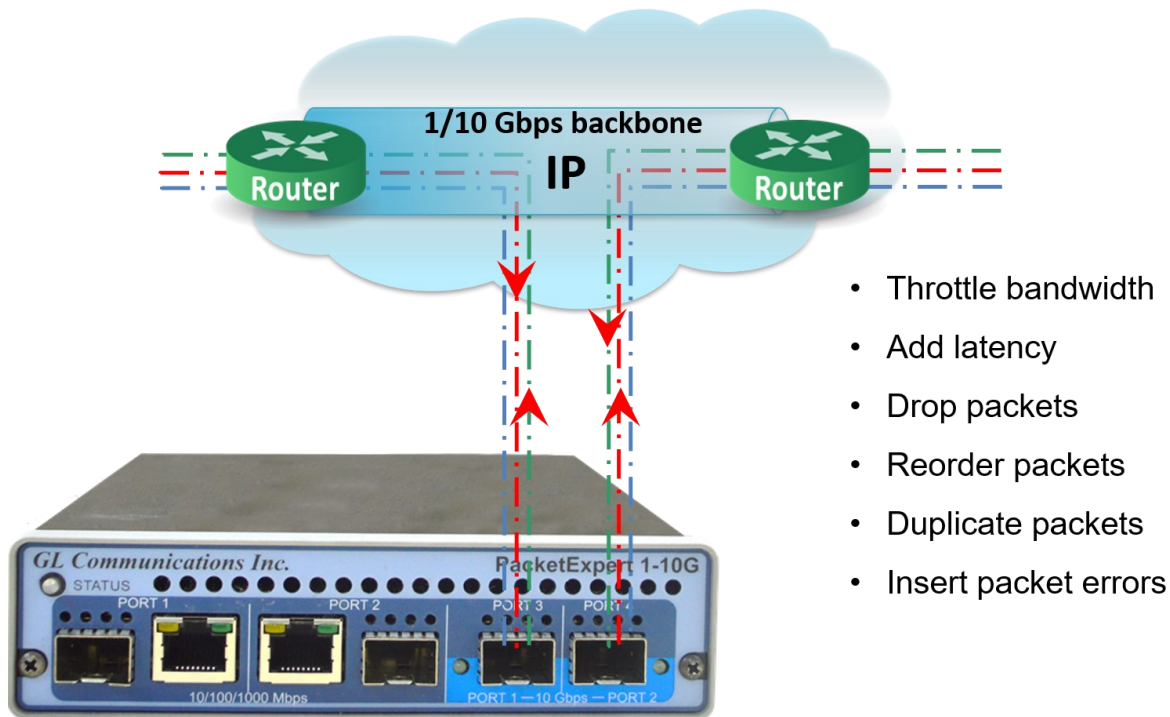 1/10 Gbps backbone
IP
Router
Router
• Throttle bandwidth
• Add latency
• Drop packets
• Reorder packets
• Duplicate packets
• Insert packet errors
GL Communications Inc.
PacketExpert 1-10G
STATUS
PORT 1
PORT 2
PORT 3
PORT 4
10/100/1000 Mbps
PORT 1 — 10 Gbps — PORT 2